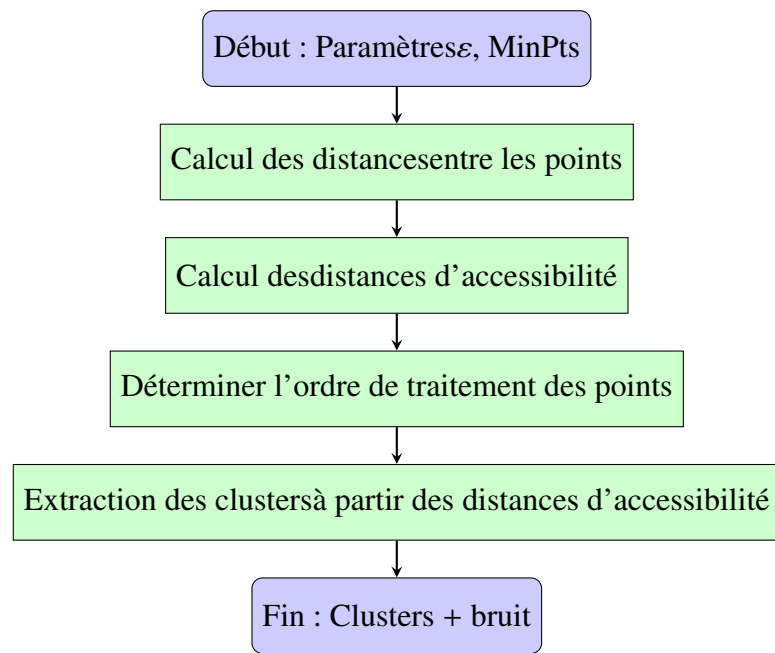 Début : Paramètresε, MinPts
Calcul des distancesentre les points
Calcul desdistances d’accessibilité
Déterminer l’ordre de traitement des points
Extraction des clustersà partir des distances d’accessibilité
Fin : Clusters + bruit